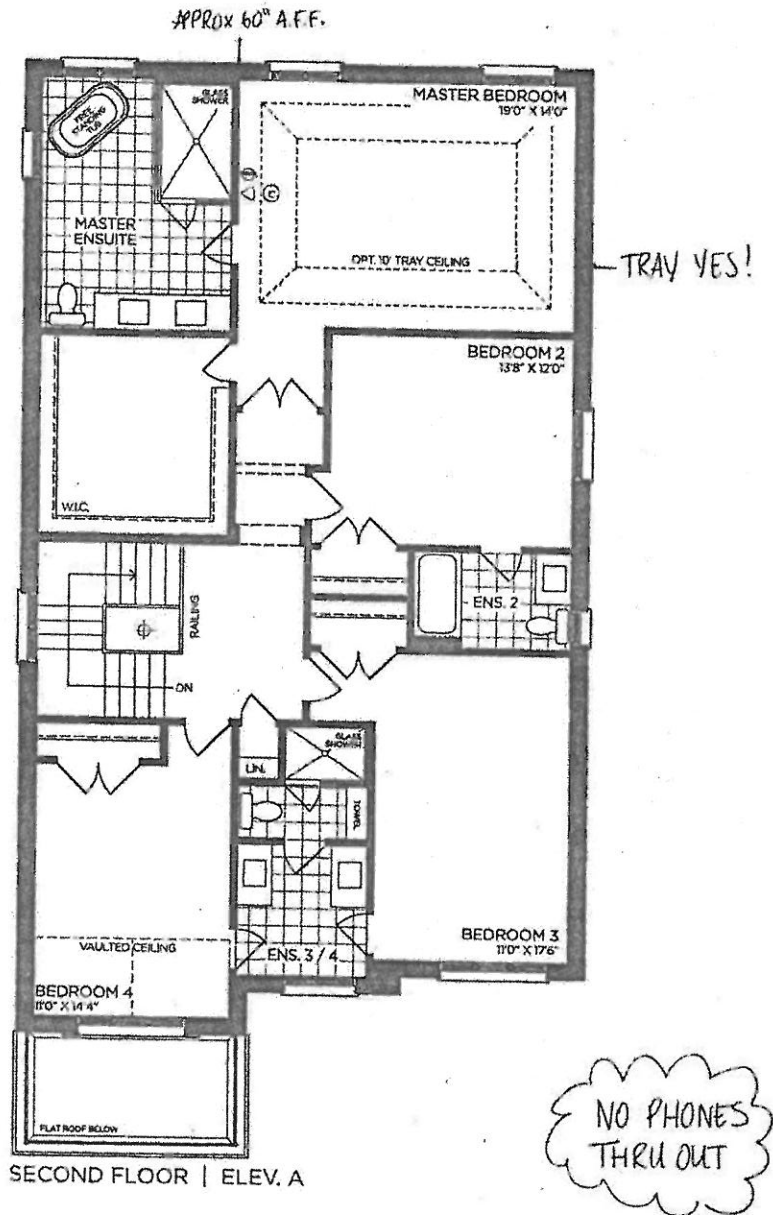 APPROX 60" A.F.F.
GLASS
SHOWER
MASTER BEDROOM
19'0" X 14'0"
FREE
STANDING
TUB
C
MASTER
ENSUITE
OPT. 10' TRAY CEILING
TRAY YES!
BEDROOM 2
13'8" X 12'0"
W.I.C.
ENS. 2
RAILING
DN
GLASS
SHOWER
LIN.
TOWEL
VAULTED CEILING
ENS. 3 / 4
BEDROOM 3
11'0" X 17'6"
BEDROOM 4
11'0" X 14'4"
FLAT ROOF BELOW
NO PHONES
THRU OUT
SECOND FLOOR | ELEV. A